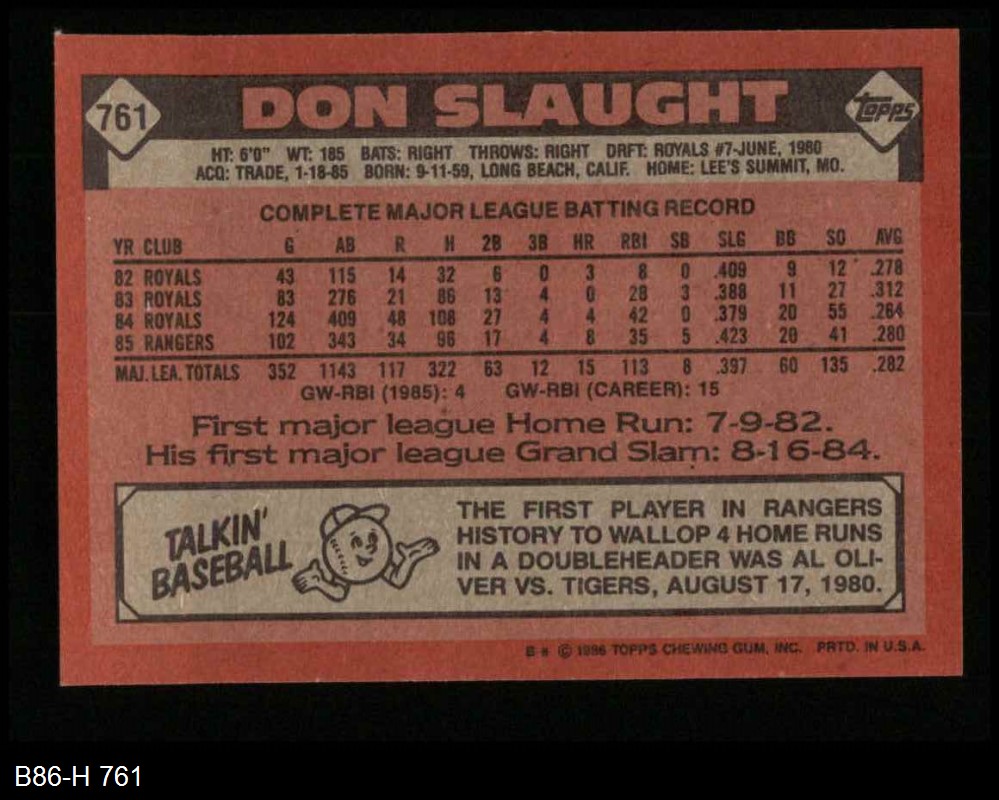 761 DON SLAUGHT TOPPS
HT: 6'0" WT: 185 BATS: RIGHT THROWS: RIGHT DRFT: ROYALS #7-JUNE, 1980
ACQ: TRADE, 1-18-85 BORN: 9-11-59, LONG BEACH, CALIF. HOME: LEE'S SUMMIT, MO.
COMPLETE MAJOR LEAGUE BATTING RECORD
YR CLUB G AB R H 2B 3B HR RBI SB SLG BB SO AVG
82 ROYALS 43 115 14 32 6 0 3 8 0 .409 9 12 .278
83 ROYALS 83 276 21 86 13 4 0 28 3 .388 11 27 .312
84 ROYALS 124 409 48 108 27 4 4 42 0 .379 20 55 .264
85 RANGERS 102 343 34 96 17 4 8 35 5 .423 20 41 .280
MAJ. LEA. TOTALS 352 1143 117 322 63 12 15 113 8 .397 60 135 .282
GW-RBI (1985): 4 GW-RBI (CAREER): 15
First major league Home Run: 7-9-82.
His first major league Grand Slam: 8-16-84.
TALKIN'
BASEBALL
THE FIRST PLAYER IN RANGERS
HISTORY TO WALLOP 4 HOME RUNS
IN A DOUBLEHEADER WAS AL OLI-
VER VS. TIGERS, AUGUST 17, 1980.
© 1986 TOPPS CHEWING GUM, INC. PRTD. IN U.S.A.
B86-H 761